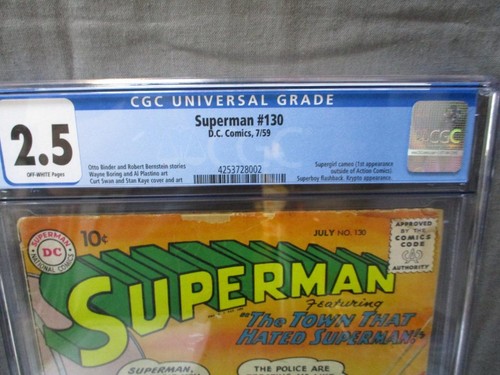 CGC UNIVERSAL GRADE
2.5
OFF-WHITE Pages
Superman #130
D.C. Comics, 7/59
Otto Binder and Robert Bernstein stories
Wayne Boring and Al Plastino art
Curt Swan and Stan Kaye cover and art
4253728002
Supergirl cameo (1st appearance
outside of Action Comics)
Superboy flashback. Krypto appearance.
CGC
SUPERMAN
DC
NATIONAL COMICS
10¢
JULY NO. 130
APPROVED
BY THE
COMICS
CODE
AUTHORITY
SUPERMAN
Featuring
"The TOWN THAT
HATED SUPERMAN!"
SUPERMAN,
THE POLICE ARE